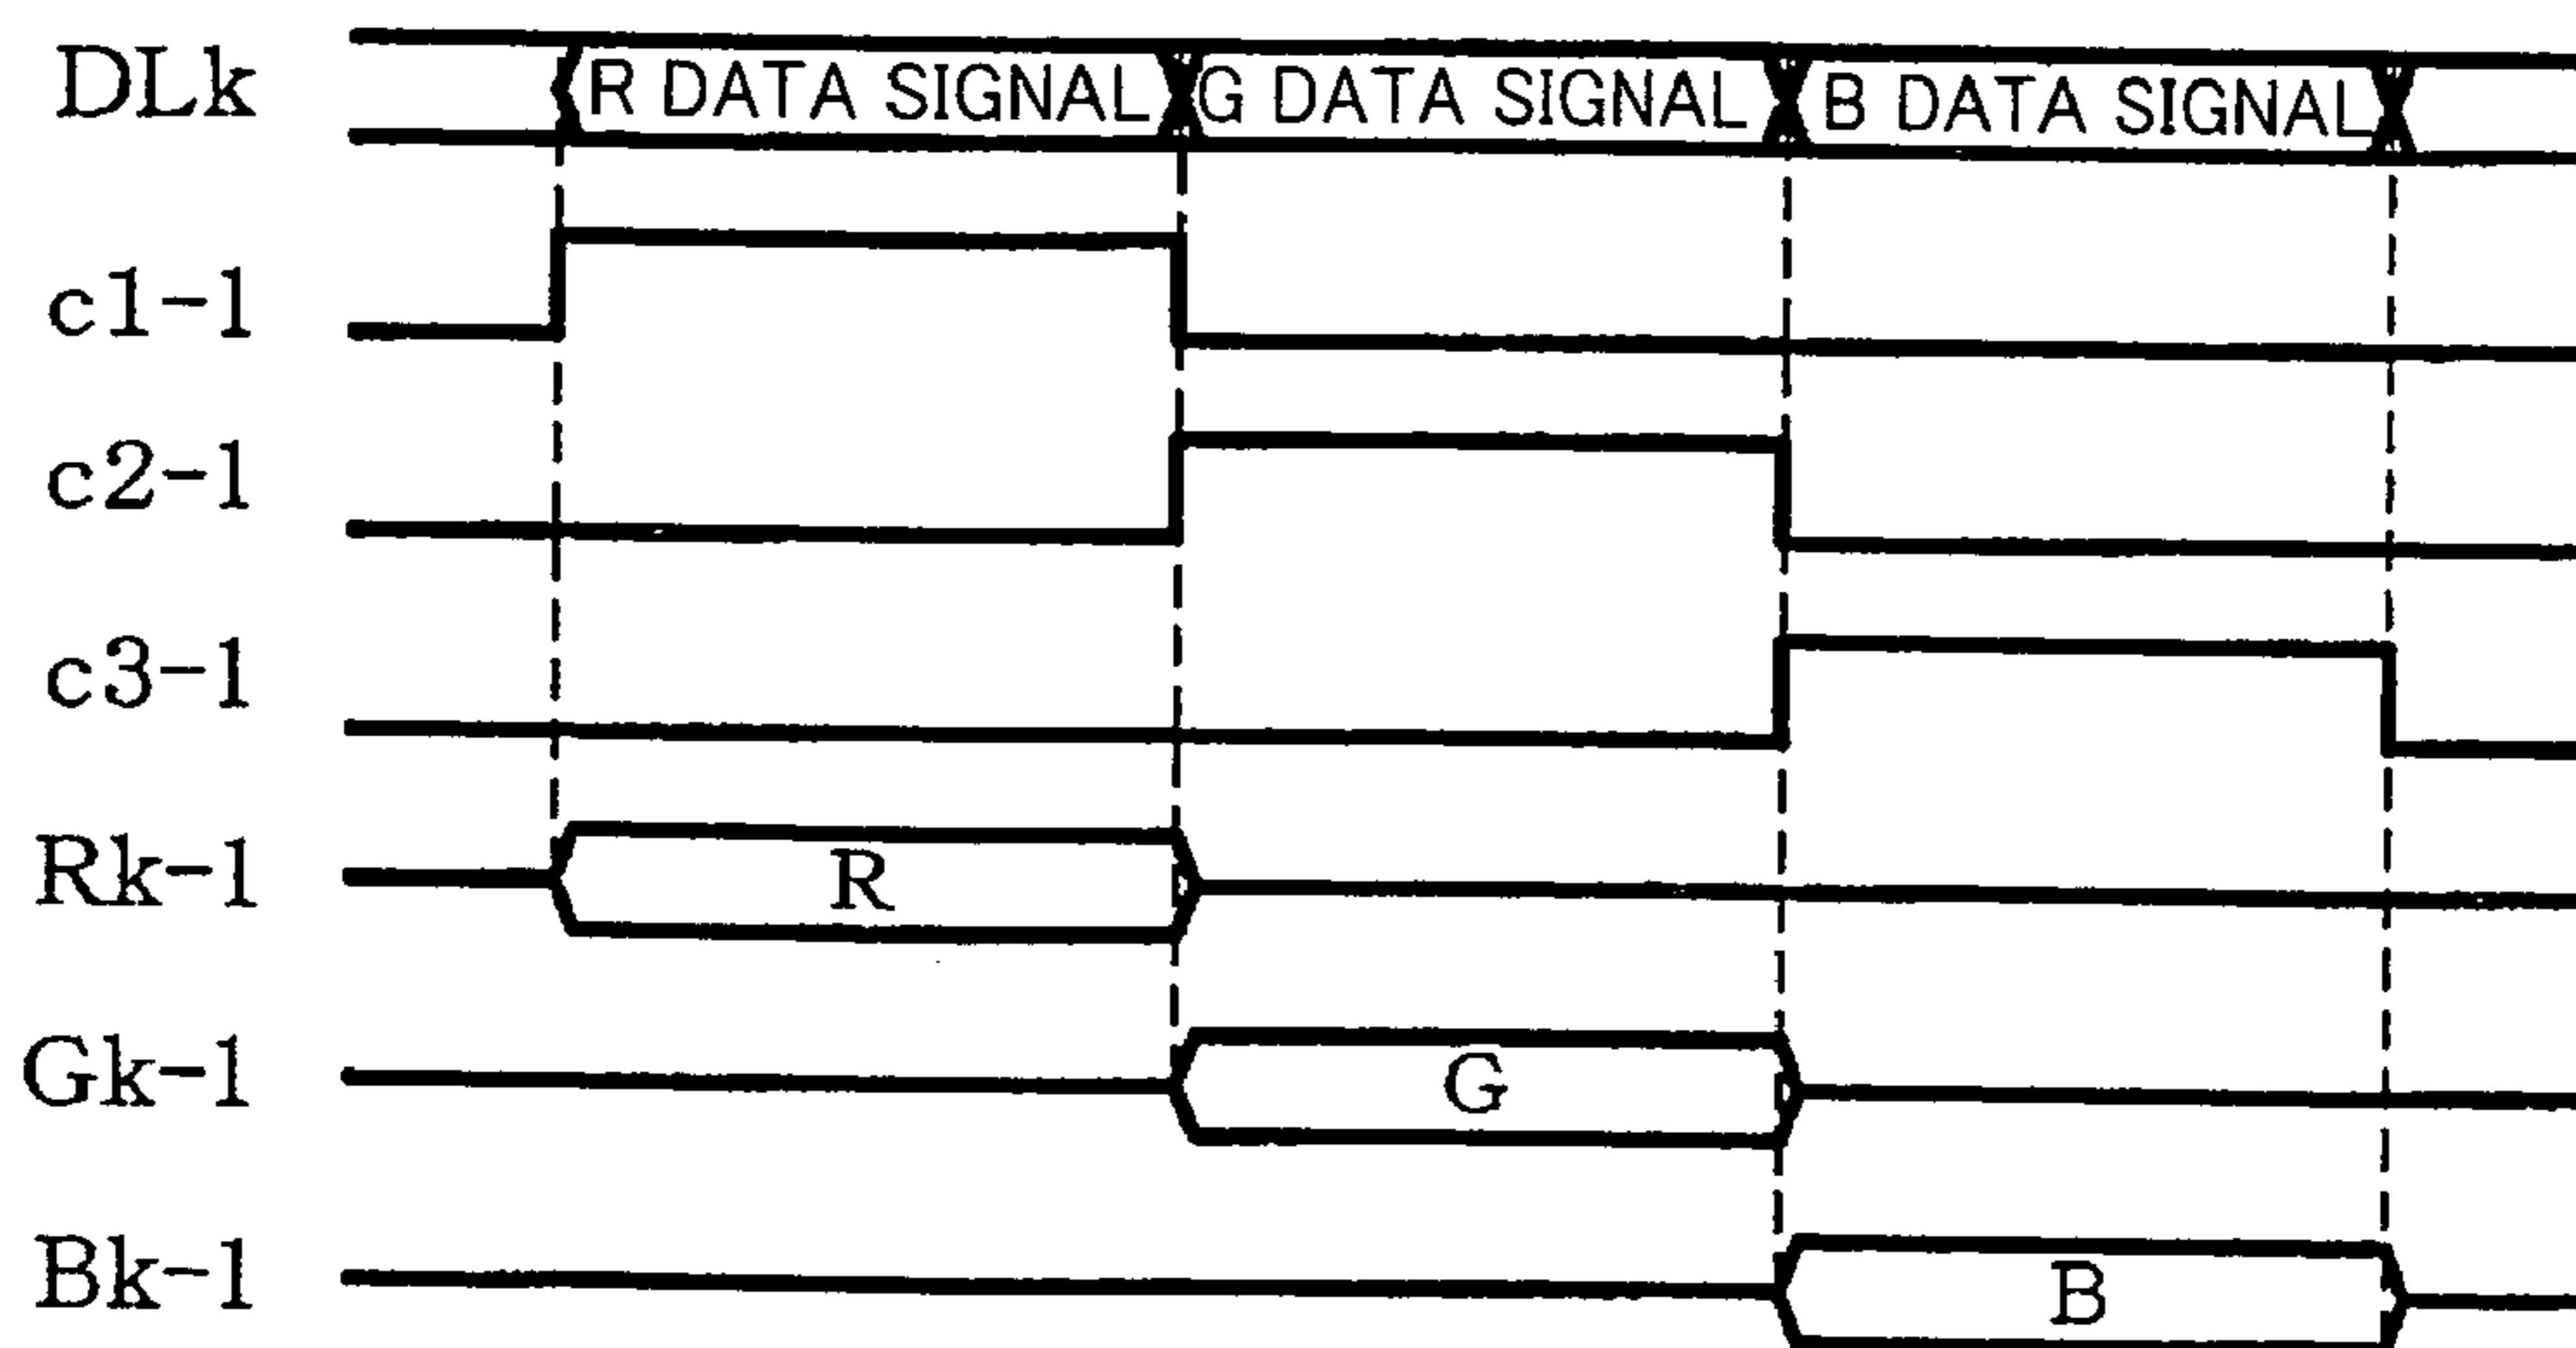 DLk R DATA SIGNAL G DATA SIGNAL B DATA SIGNAL
c1-1
c2-1
c3-1
Rk-1 R
Gk-1 G
Bk-1 B